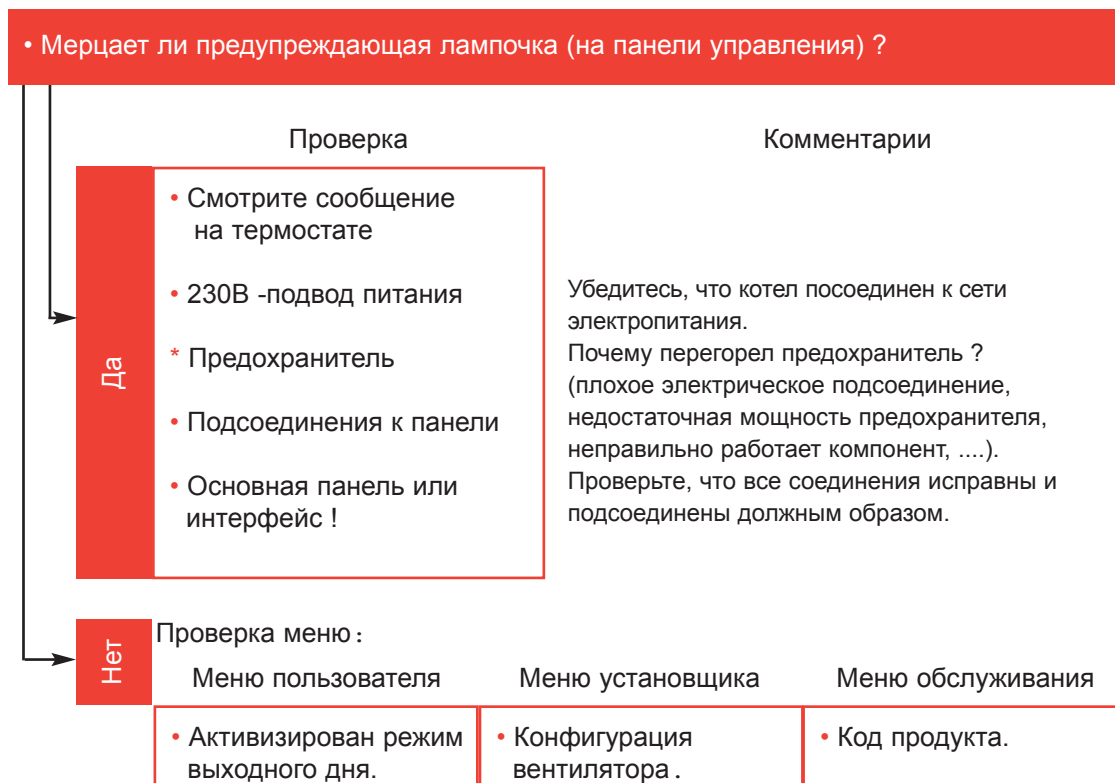 • Мерцает ли предупреждающая лампочка (на панели управления) ?
Проверка
Комментарии
Да
• Смотрите сообщение
на термостате
• 230В -подвод питания
* Предохранитель
• Подсоединения к панели
• Основная панель или
интерфейс !
Убедитесь, что котел посоединен к сети
электропитания.
Почему перегорел предохранитель ?
(плохое электрическое подсоединение,
недостаточная мощность предохранителя,
неправильно работает компонент, ....).
Проверьте, что все соединения исправны и
подсоединены должным образом.
Нет
Проверка меню :
Меню пользователя
Меню установщика
Меню обслуживания
• Активизирован режим
выходного дня.
• Конфигурация
вентилятора .
• Код продукта.